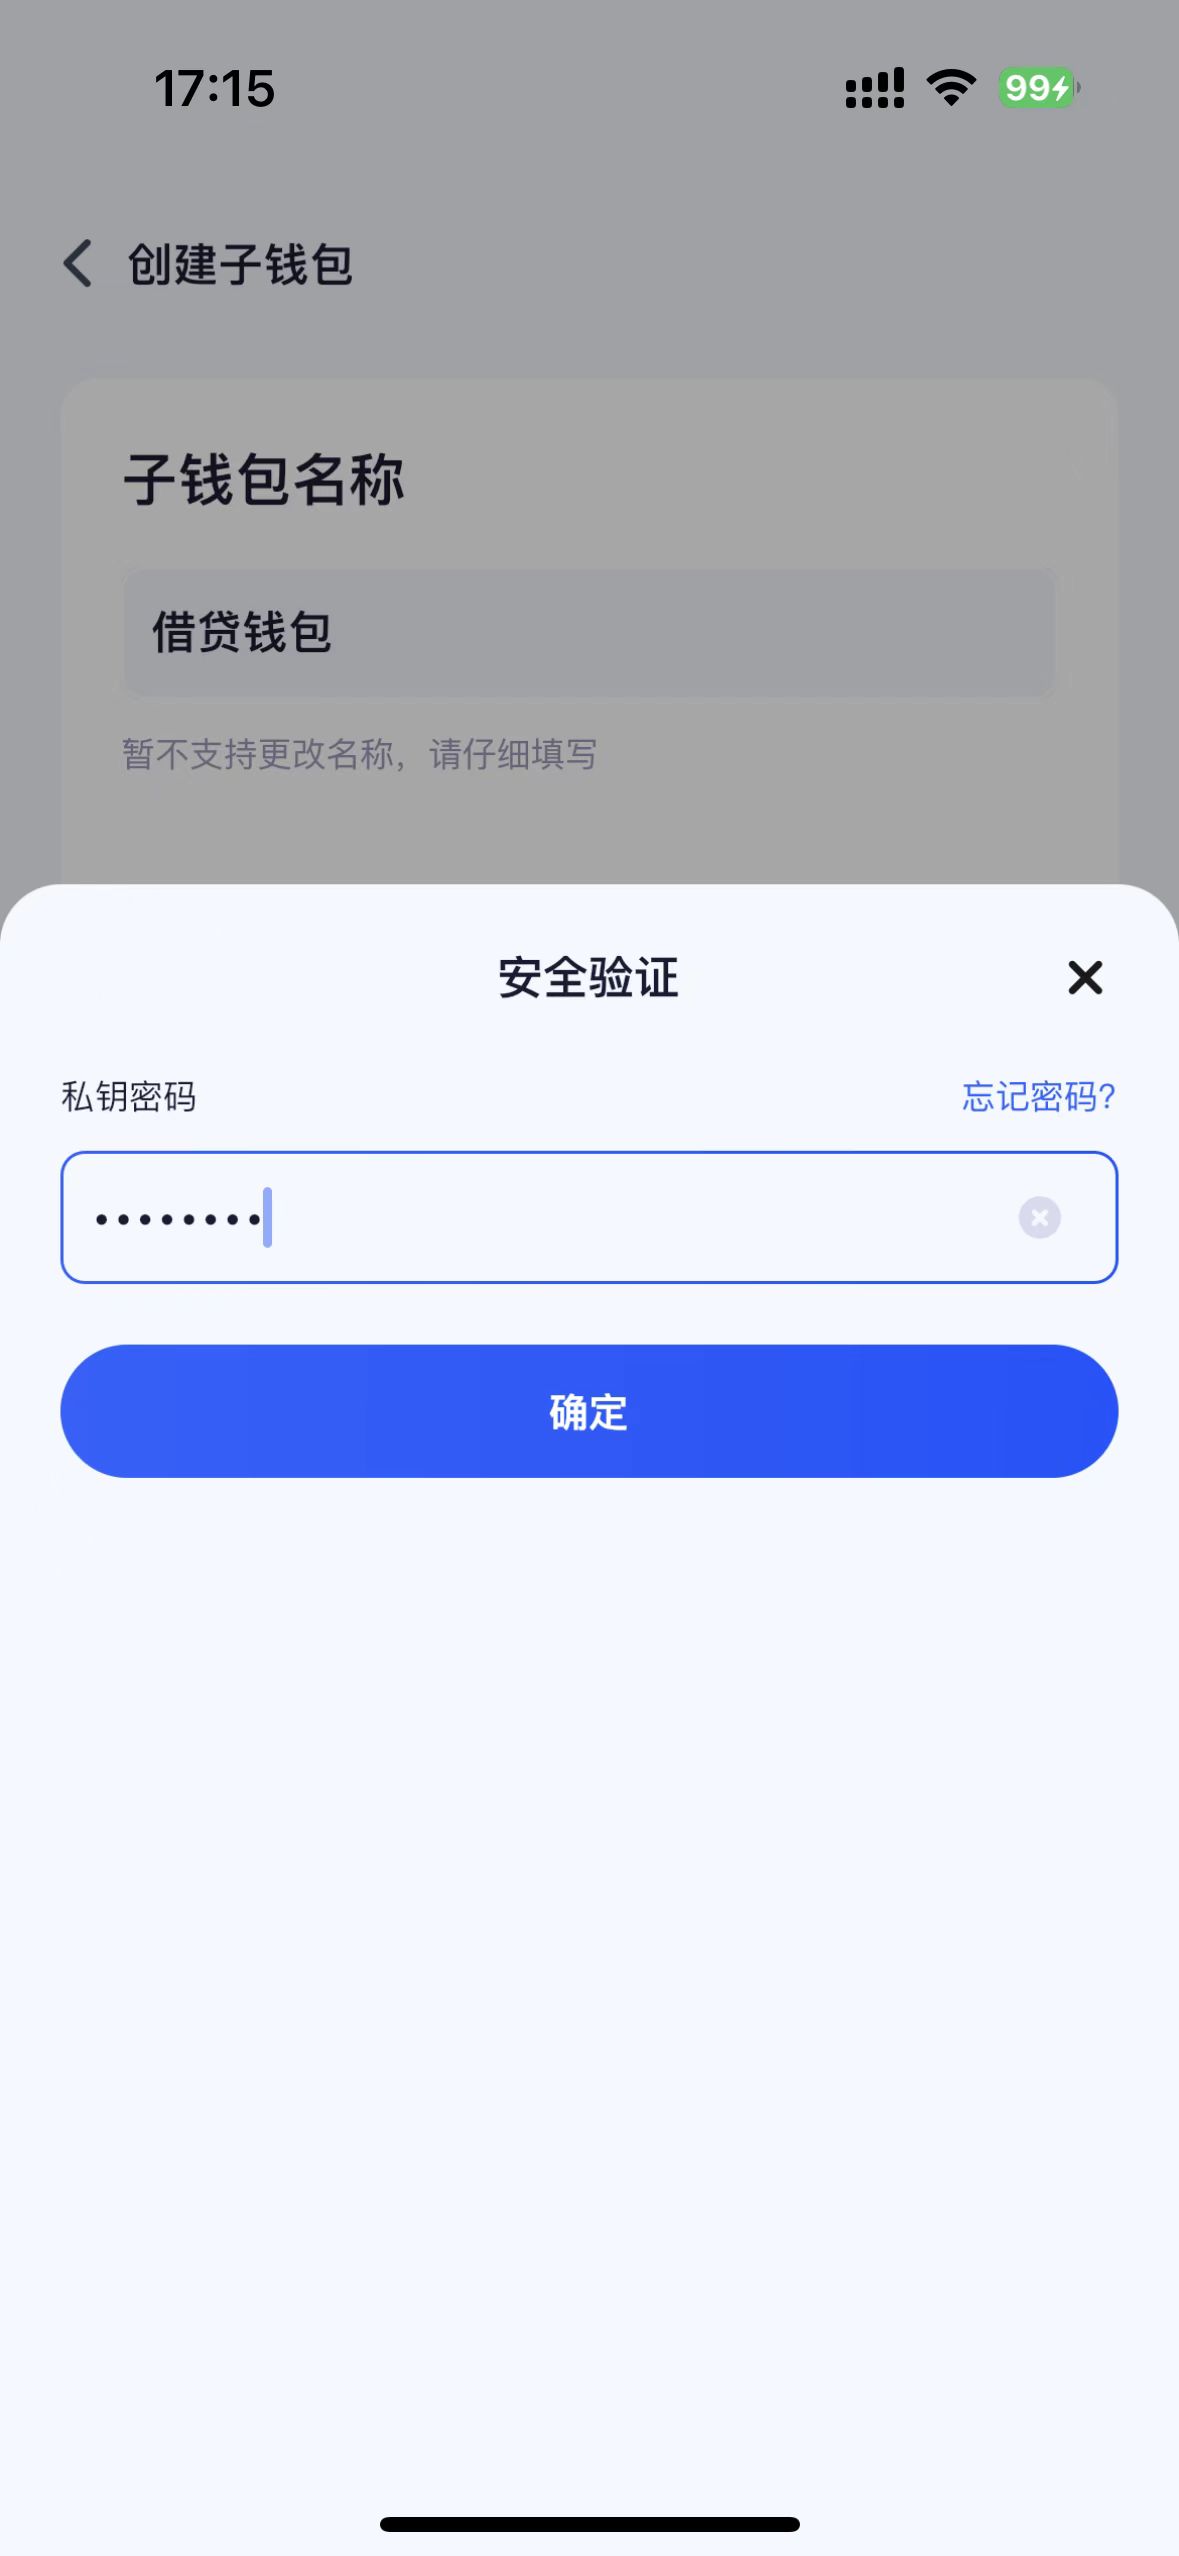 17:15
99
创建子钱包
子钱包名称
借贷钱包
暂不支持更改名称，请仔细填写
安全验证
私钥密码
忘记密码?
••••••••
确定